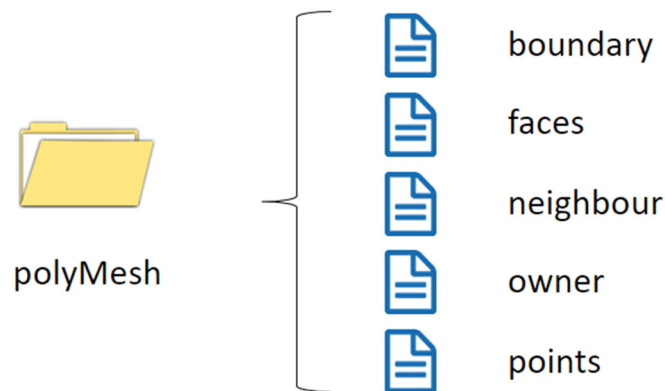 polyMesh
boundary
faces
neighbour
owner
points